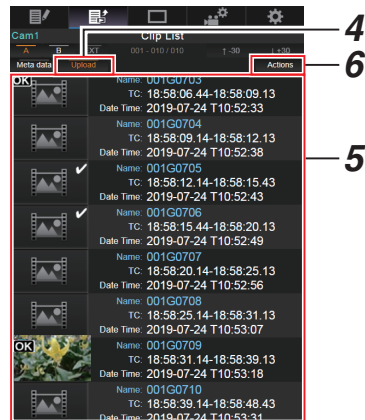 Cam1 Clip List
A B XT 001 - 010 / 010 ↑ -30 ↓ +30
Meta data Upload Actions
4
6
5
OK
Name: 001G0703
TC: 18:58:06.44-18:58:09.13
Date Time: 2019-07-24 T10:52:33
Name: 001G0704
TC: 18:58:09.14-18:58:12.13
Date Time: 2019-07-24 T10:52:38
Name: 001G0705
TC: 18:58:12.14-18:58:15.43
Date Time: 2019-07-24 T10:52:43
Name: 001G0706
TC: 18:58:15.44-18:58:20.13
Date Time: 2019-07-24 T10:52:49
Name: 001G0707
TC: 18:58:20.14-18:58:25.13
Date Time: 2019-07-24 T10:52:56
Name: 001G0708
TC: 18:58:25.14-18:58:31.13
Date Time: 2019-07-24 T10:53:07
OK
Name: 001G0709
TC: 18:58:31.14-18:58:39.13
Date Time: 2019-07-24 T10:53:18
Name: 001G0710
TC: 18:58:39.14-18:58:48.43
Date Time: 2019-07-24 T10:53:31